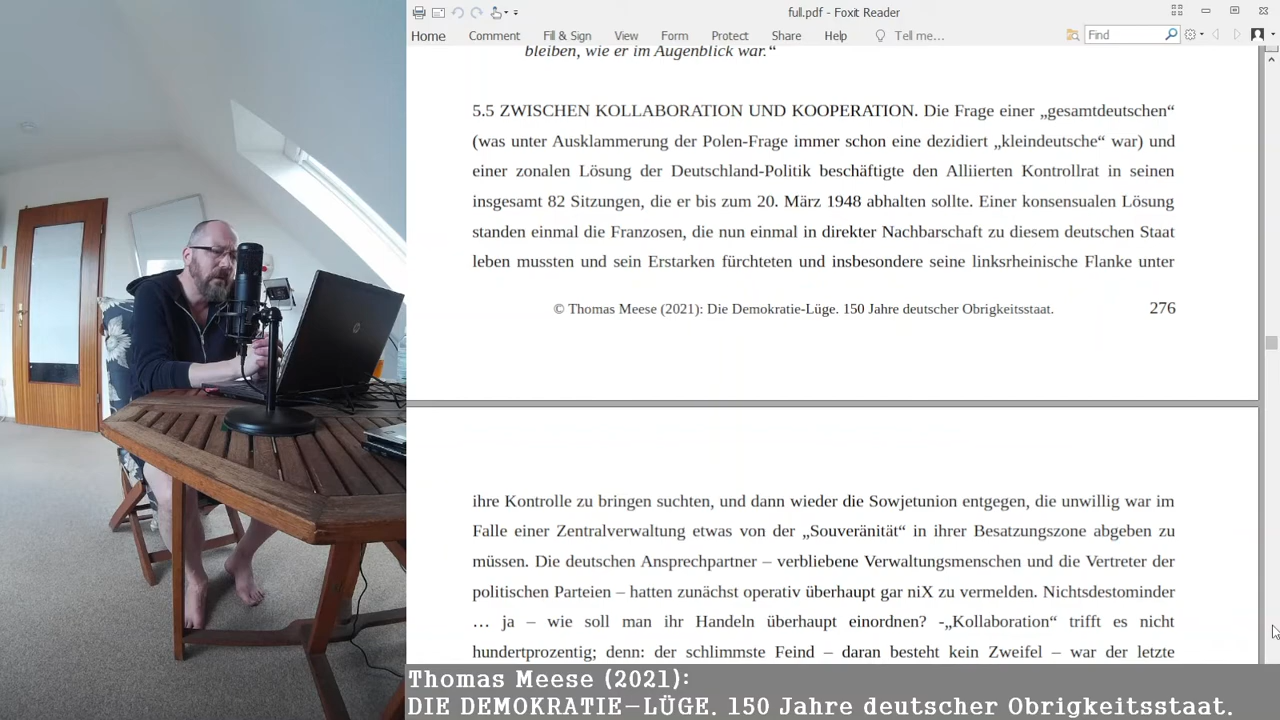 full.pdf - Foxit Reader
Home Comment Fill & Sign View Form Protect Share Help Tell me… Find
bleiben, wie er im Augenblick war.“
5.5 ZWISCHEN KOLLABORATION UND KOOPERATION. Die Frage einer „gesamtdeutschen“
(was unter Ausklammerung der Polen-Frage immer schon eine dezidiert „kleindeutsche“ war) und
einer zonalen Lösung der Deutschland-Politik beschäftigte den Alliierten Kontrollrat in seinen
insgesamt 82 Sitzungen, die er bis zum 20. März 1948 abhalten sollte. Einer konsensualen Lösung
standen einmal die Franzosen, die nun einmal in direkter Nachbarschaft zu diesem deutschen Staat
leben mussten und sein Erstarken fürchteten und insbesondere seine linksrheinische Flanke unter
© Thomas Meese (2021): Die Demokratie-Lüge. 150 Jahre deutscher Obrigkeitsstaat. 276
ihre Kontrolle zu bringen suchten, und dann wieder die Sowjetunion entgegen, die unwillig war im
Falle einer Zentralverwaltung etwas von der „Souveränität“ in ihrer Besatzungszone abgeben zu
müssen. Die deutschen Ansprechpartner – verbliebene Verwaltungsmenschen und die Vertreter der
politischen Parteien – hatten zunächst operativ überhaupt gar niX zu vermelden. Nichtsdestominder
… ja – wie soll man ihr Handeln überhaupt einordnen? -„Kollaboration“ trifft es nicht
hundertprozentig; denn: der schlimmste Feind – daran besteht kein Zweifel – war der letzte
Thomas Meese (2021):
DIE DEMOKRATIE–LÜGE. 150 Jahre deutscher Obrigkeitsstaat.